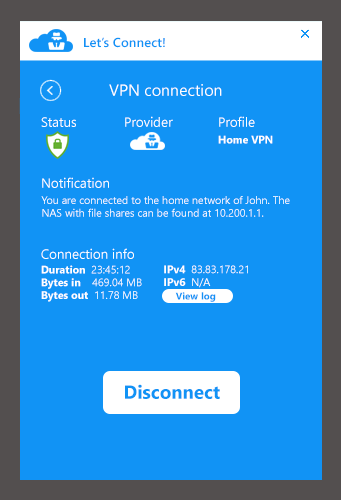 Let's Connect!
VPN connection
Status Provider Profile
Home VPN
Notification
You are connected to the home network of John. The
NAS with file shares can be found at 10.200.1.1.
Connection info
Duration 23:45:12 IPv4 83.83.178.21
Bytes in 469.04 MB IPv6 N/A
Bytes out 11.78 MB View log
Disconnect